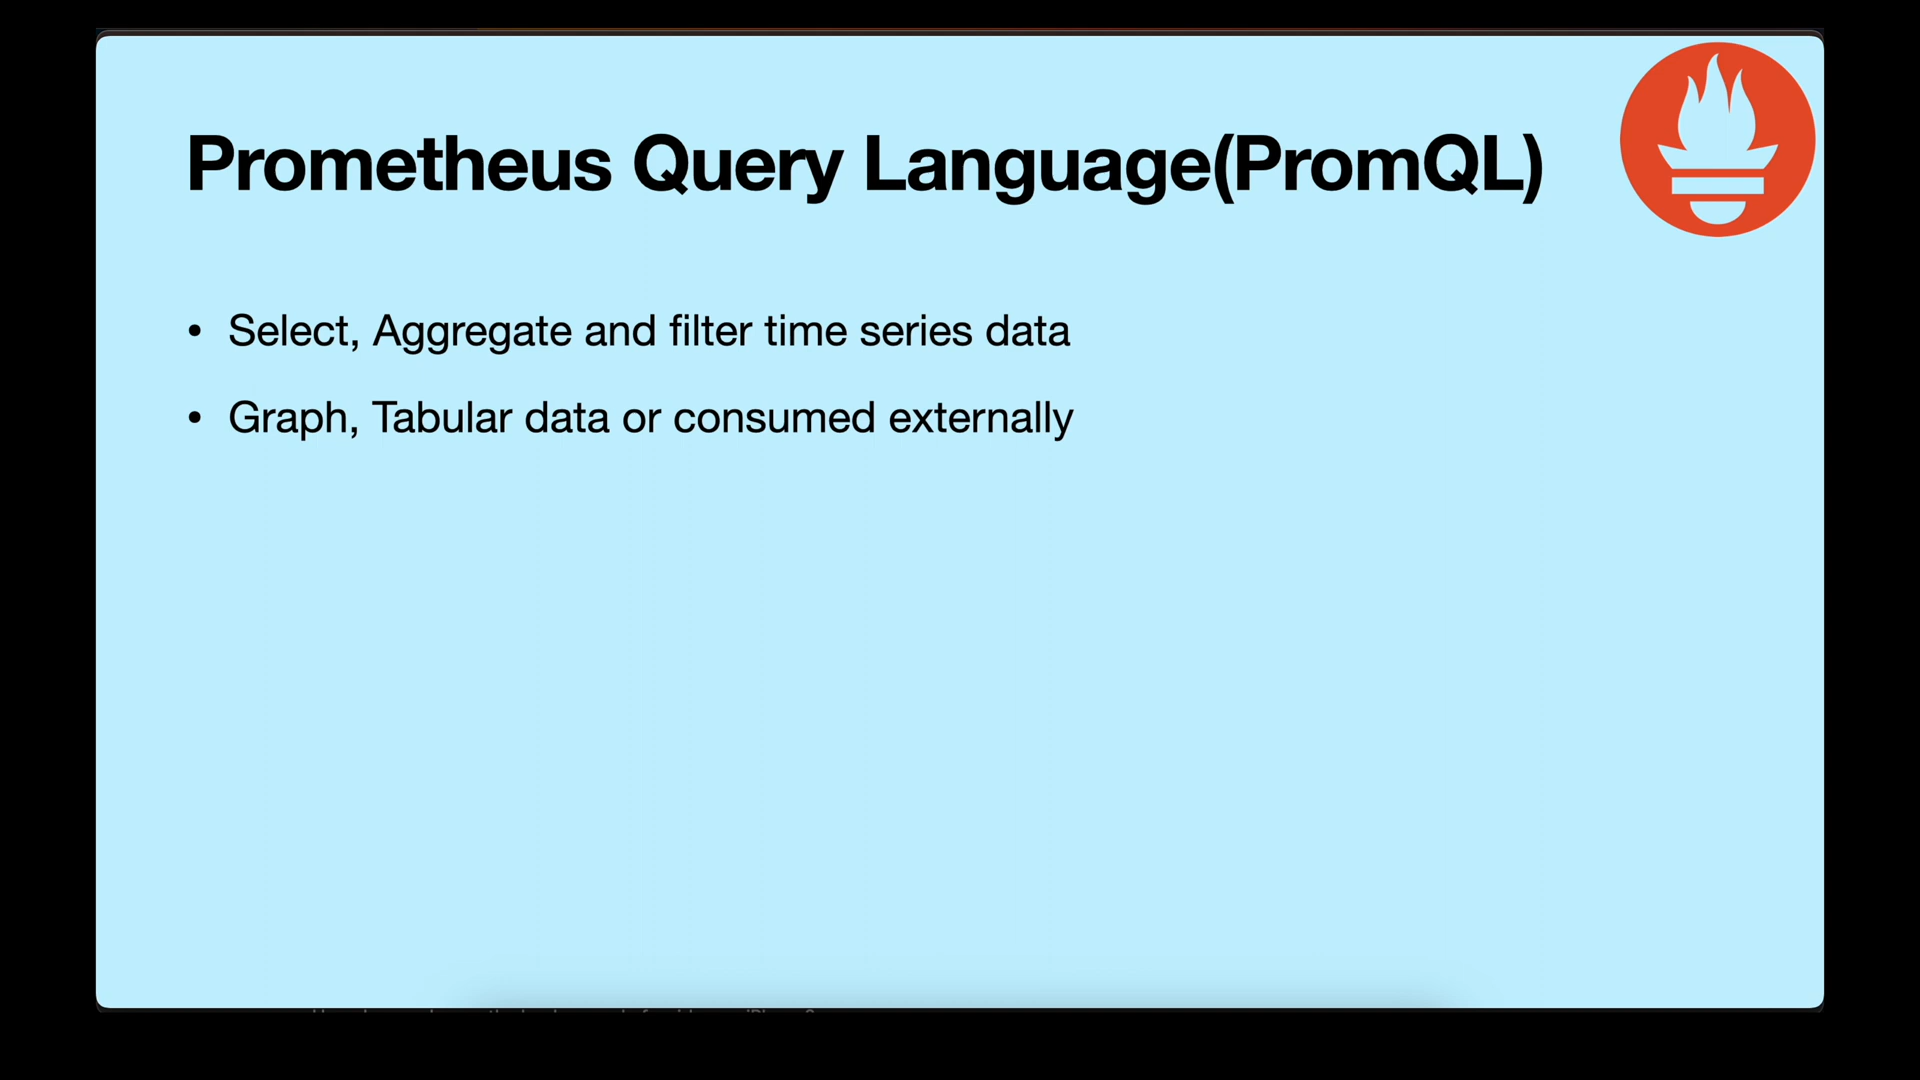 Prometheus Query Language(PromQL)
• Select, Aggregate and filter time series data
• Graph, Tabular data or consumed externally